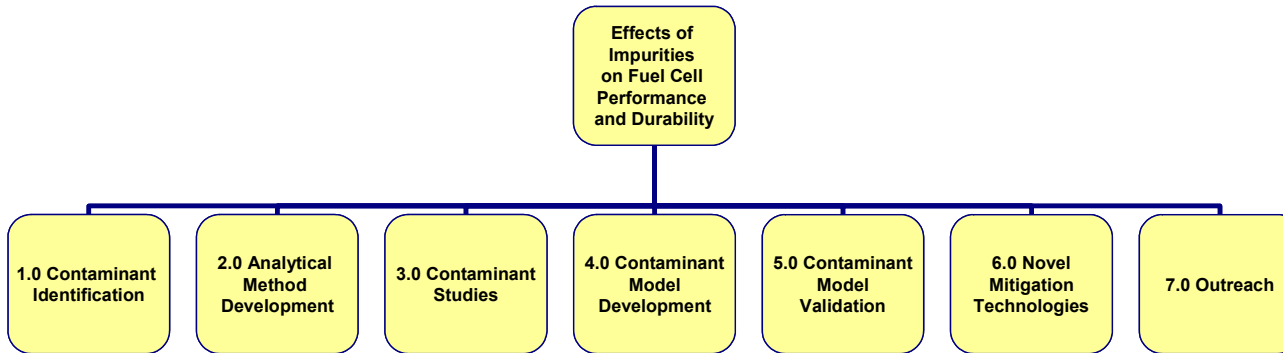 Effects of
Impurities
on Fuel Cell
Performance
and Durability
1.0 Contaminant
Identification
2.0 Analytical
Method
Development
3.0 Contaminant
Studies
4.0 Contaminant
Model
Development
5.0 Contaminant
Model
Validation
6.0 Novel
Mitigation
Technologies
7.0 Outreach